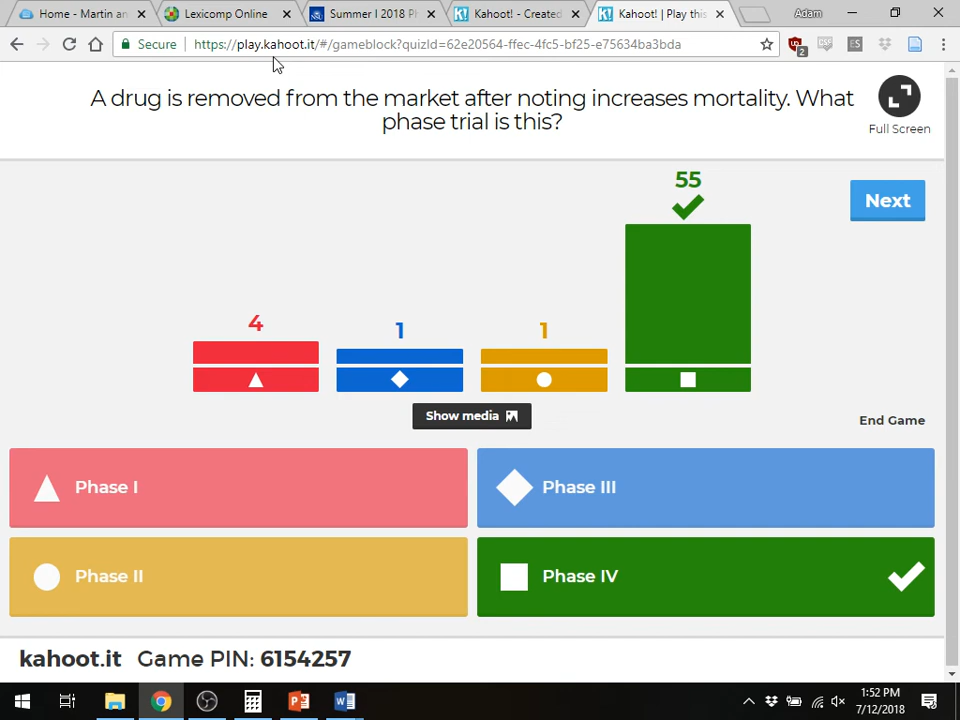 Home - Martin an
Lexicomp Online
Summer I 2018 P
Kahoot! - Created
Kahoot! | Play this
Adam
Secure
https://play.kahoot.it/#/gameblock?quizId=62e20564-ffec-4fc5-bf25-e75634ba3bda
2
ES
A drug is removed from the market after noting increases mortality. What
phase trial is this?
Full Screen
55
Next
4
1
1
Show media
End Game
Phase I
Phase III
Phase II
Phase IV
kahoot.it Game PIN: 6154257
1:52 PM
7/12/2018